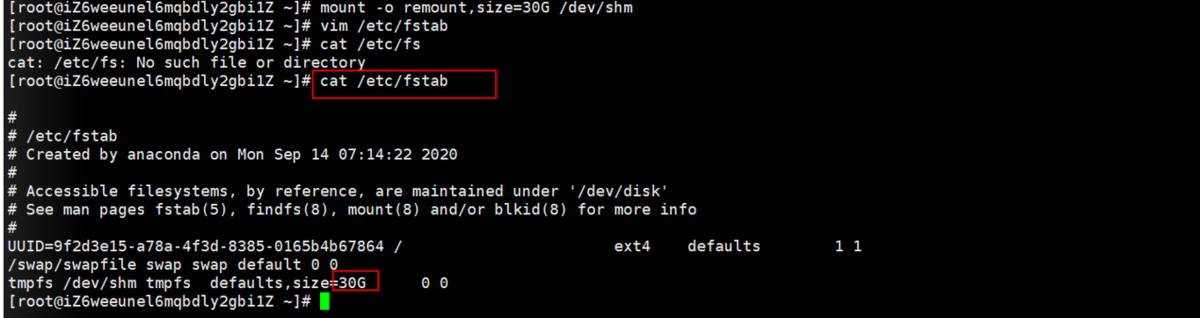 [root@iZ6weeunel6mqbdly2gbi1Z ~]# mount -o remount,size=30G /dev/shm
[root@iZ6weeunel6mqbdly2gbi1Z ~]# vim /etc/fstab
[root@iZ6weeunel6mqbdly2gbi1Z ~]# cat /etc/fs
cat: /etc/fs: No such file or directory
[root@iZ6weeunel6mqbdly2gbi1Z ~]# cat /etc/fstab
#
# /etc/fstab
# Created by anaconda on Mon Sep 14 07:14:22 2020
#
# Accessible filesystems, by reference, are maintained under '/dev/disk'
# See man pages fstab(5), findfs(8), mount(8) and/or blkid(8) for more info
#
UUID=9f2d3e15-a78a-4f3d-8385-0165b4b67864 / ext4 defaults 1 1
/swap/swapfile swap swap default 0 0
tmpfs /dev/shm tmpfs defaults,size=30G 0 0
[root@iZ6weeunel6mqbdly2gbi1Z ~]#